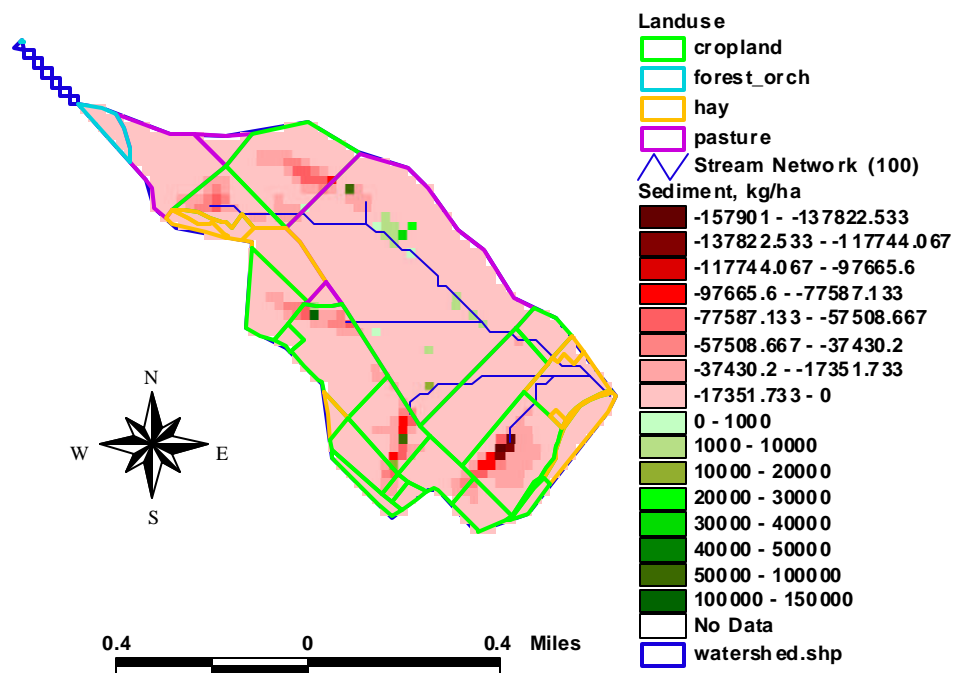 Landuse
cropland
forest_orch
hay
pasture
Stream Network (100)
Sediment, kg/ha
-157901 - -137822.533
-137822.533 - -117744.067
-117744.067 - -97665.6
-97665.6 - -77587.133
-77587.133 - -57508.667
-57508.667 - -37430.2
-37430.2 - -17351.733
-17351.733 - 0
0 - 1000
1000 - 10000
10000 - 20000
20000 - 30000
30000 - 40000
40000 - 50000
50000 - 100000
100000 - 150000
No Data
watershed.shp
N
W E
S
0.4 0 0.4 Miles